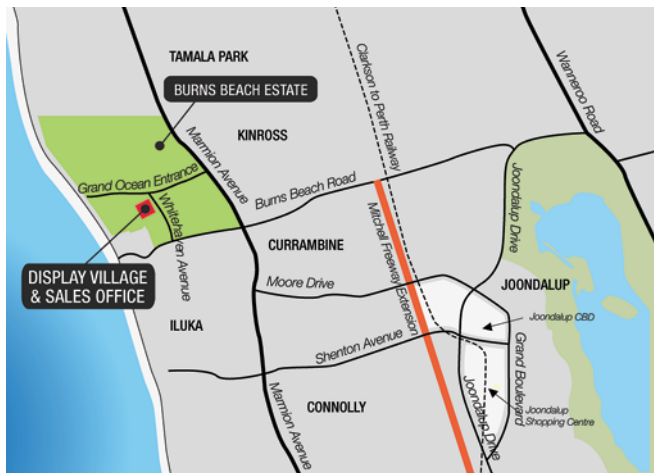 TAMALA PARK
BURNS BEACH ESTATE
Clarkson to Perth Railway
Wanneroo Road
KINROSS
Marmion Avenue
Grand Ocean Entrance
Burns Beach Road
Whitehaven Avenue
Joondalup Drive
Mitchell Freeway Extension
CURRAMBINE
DISPLAY VILLAGE
& SALES OFFICE
Moore Drive
JOONDALUP
ILUKA
Joondalup CBD
Shenton Avenue
Grand Boulevard
CONNOLLY
Joondalup Drive
Marmion Avenue
Joondalup
Shopping Centre